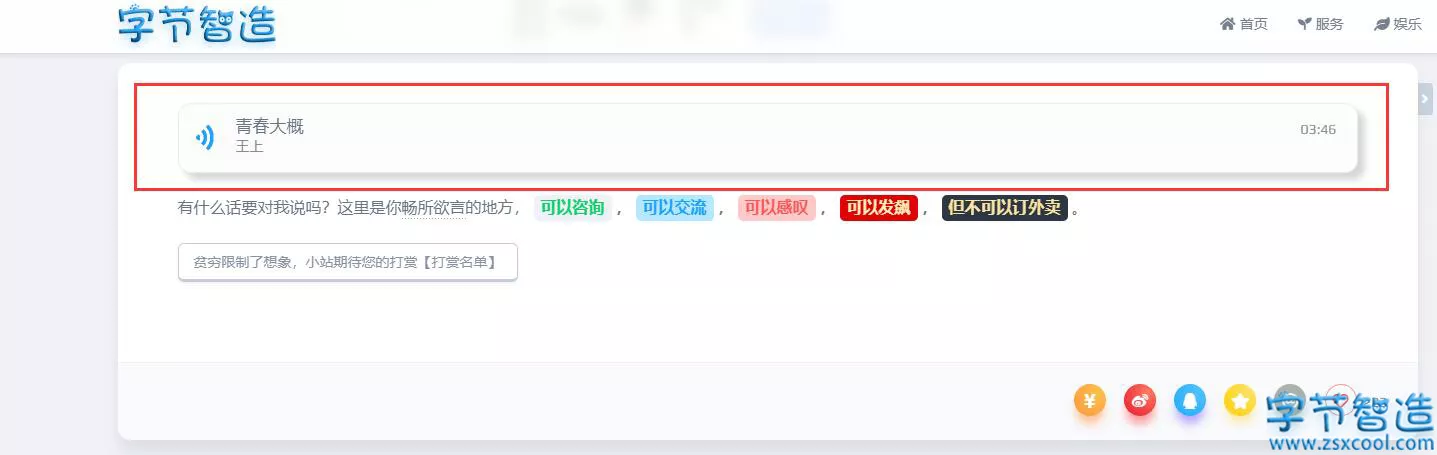 字节智造
首页 服务 娱乐
青春大概
王上
03:46
有什么话要对我说吗？这里是你畅所欲言的地方， 可以咨询 ， 可以交流 ， 可以感叹 ， 可以发飙 ， 但不可以订外卖 。
贫穷限制了想象，小站期待您的打赏【打赏名单】
¥
字节智造
www.zsxcool.com